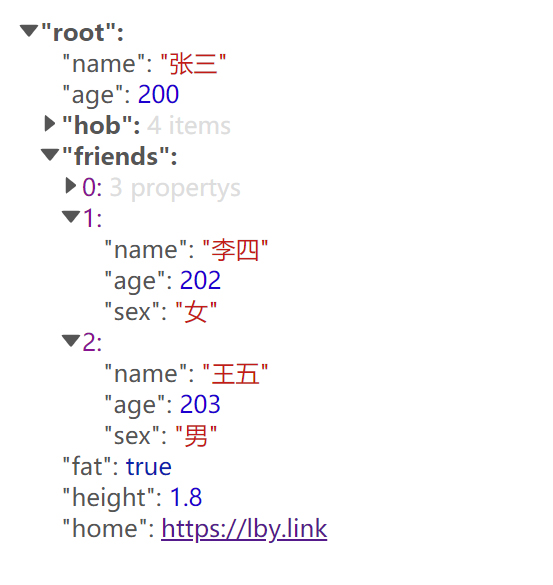 "root":
"name": "张三"
"age": 200
"hob": 4 items
"friends":
0: 3 propertys
1:
"name": "李四"
"age": 202
"sex": "女"
2:
"name": "王五"
"age": 203
"sex": "男"
"fat": true
"height": 1.8
"home": https://lby.link